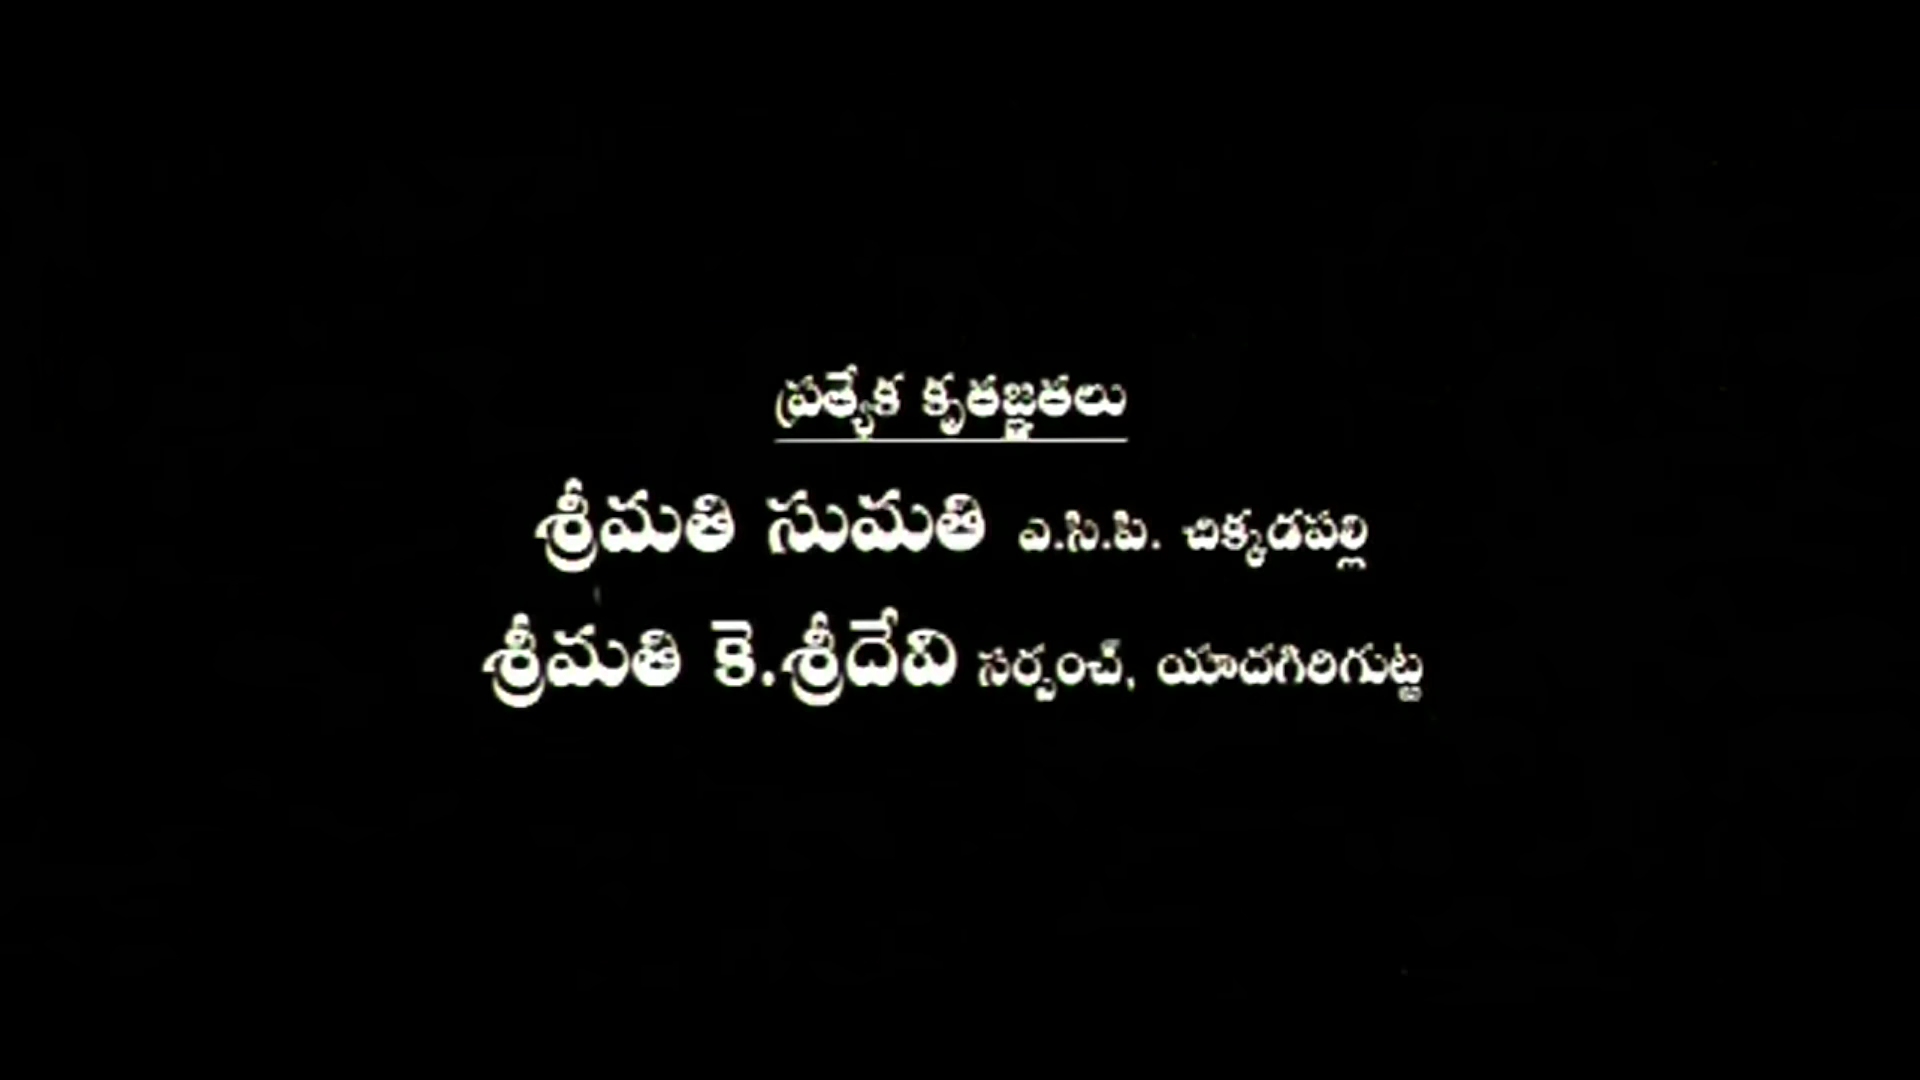 ప్రత్యేక కృతజ్ఞతలు
శ్రీమతి సుమతి ఎ.సి.పి. చిక్కడపల్లి
శ్రీమతి కె.శ్రీదేవి సర్పంచ్, యాదగిరిగుట్ట